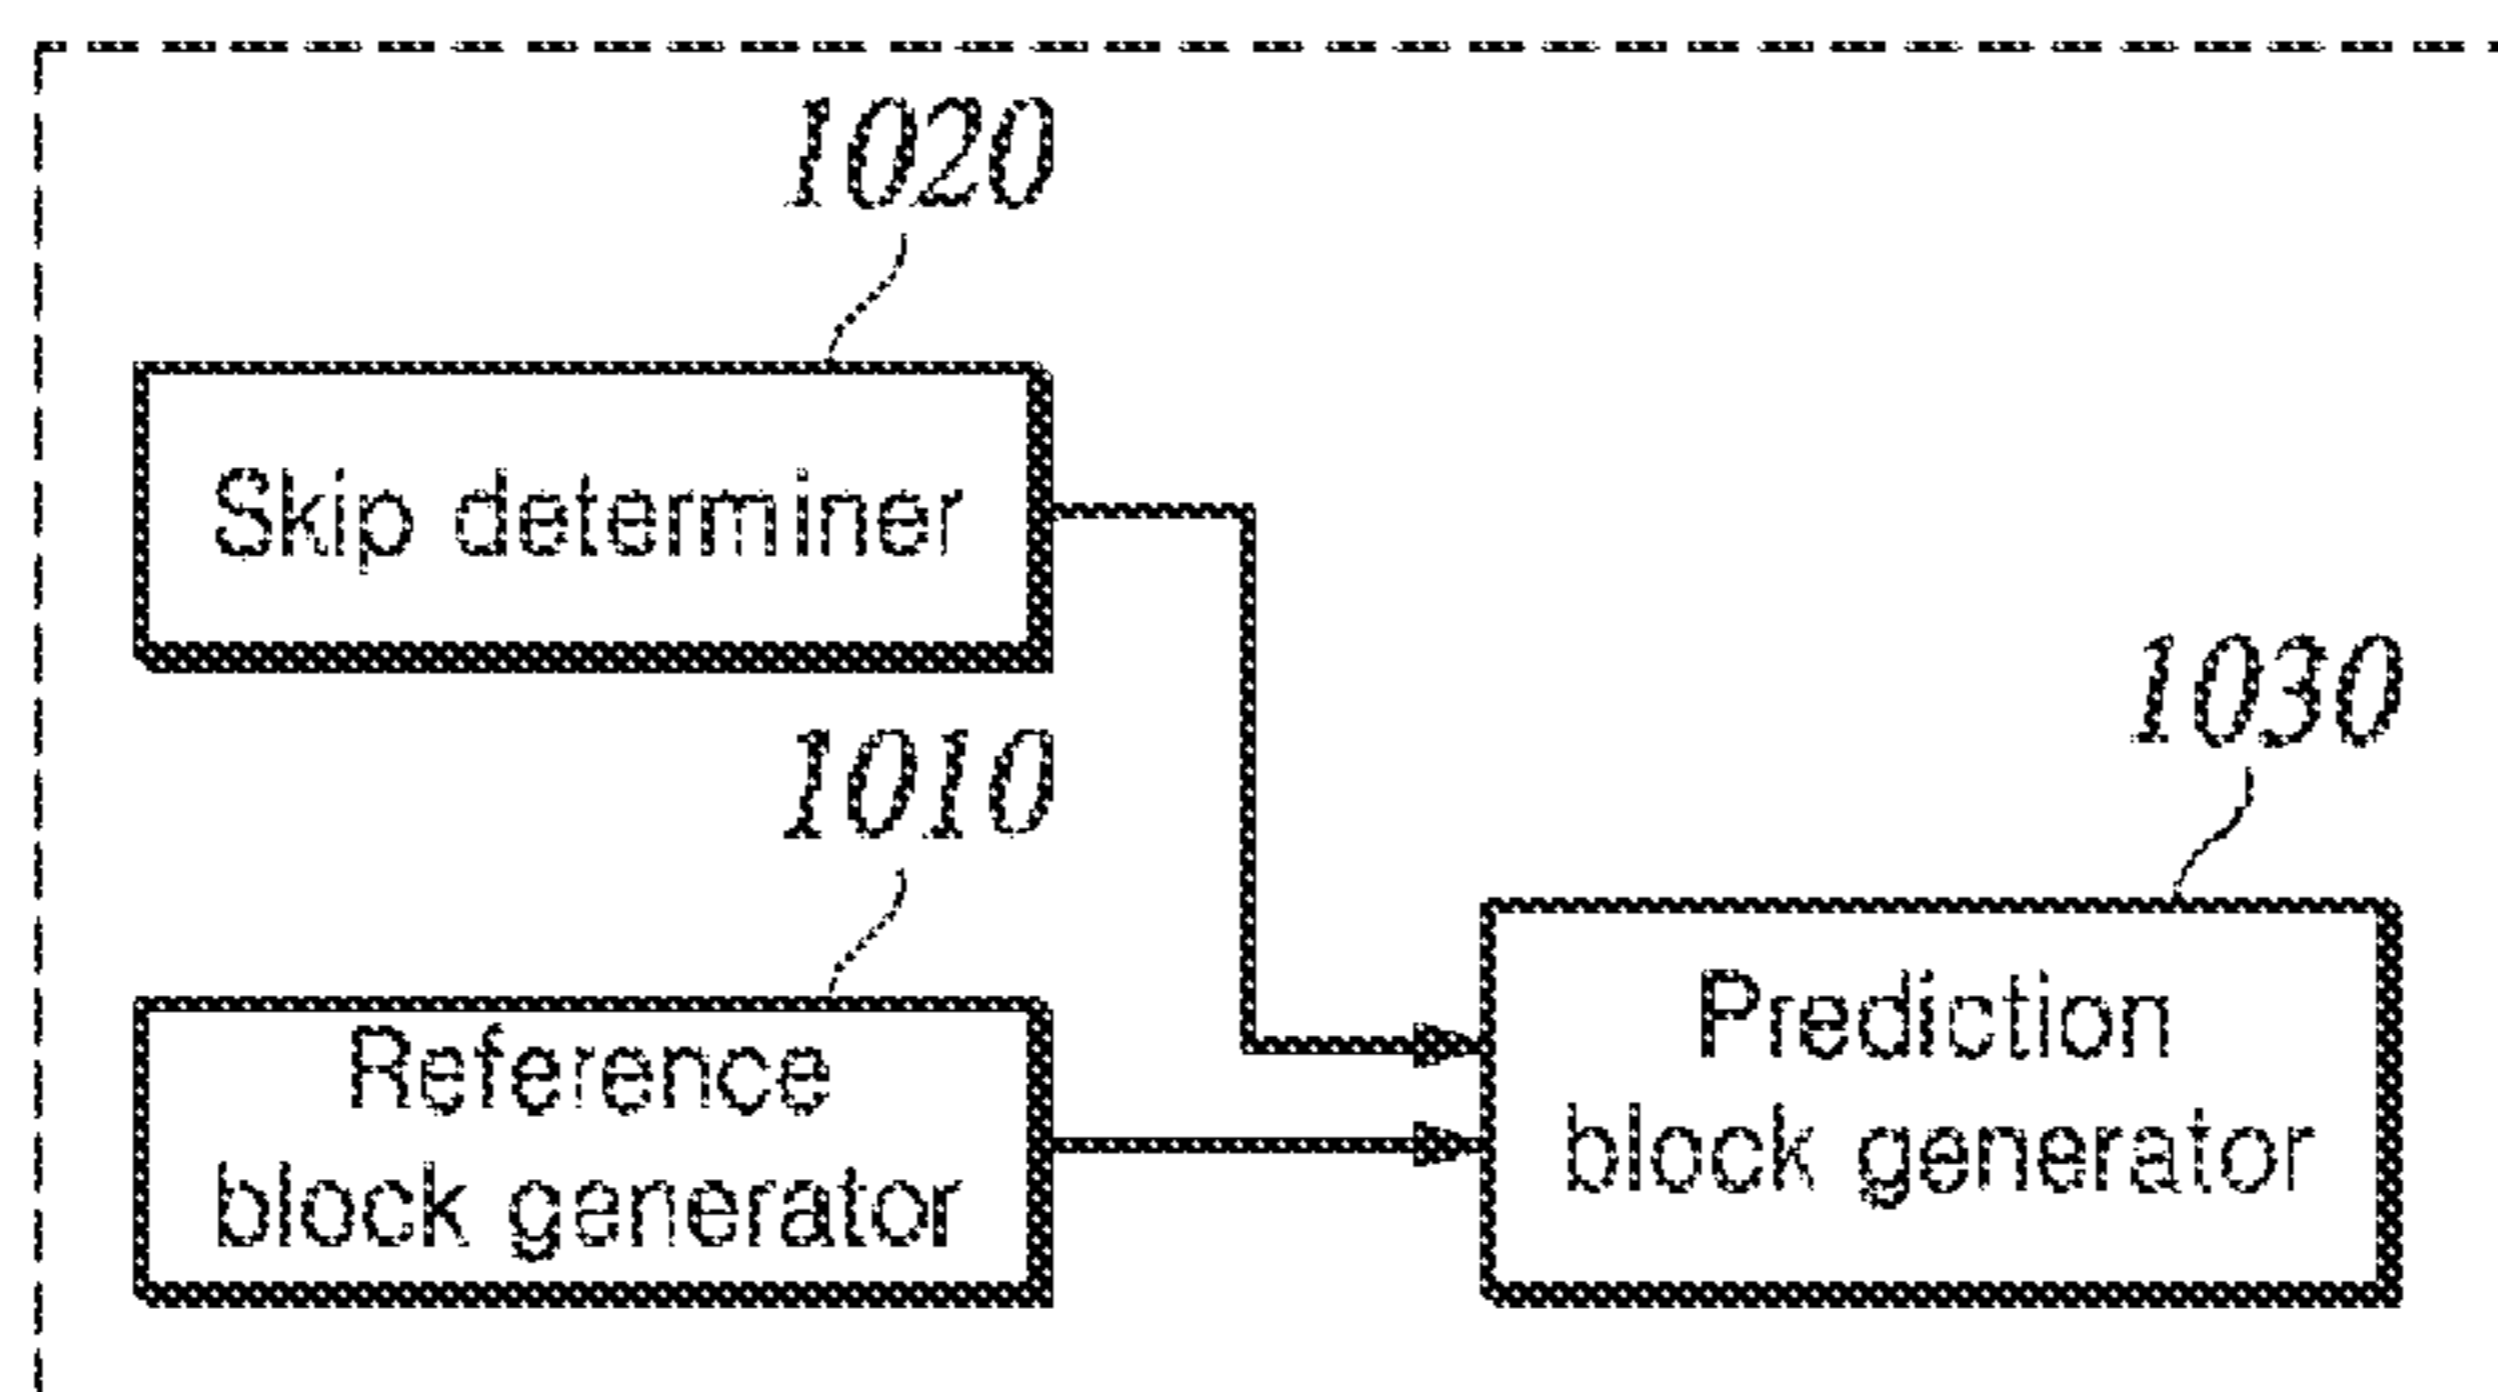 1020
Skip determiner
1010
Reference
block generator
1030
Prediction
block generator